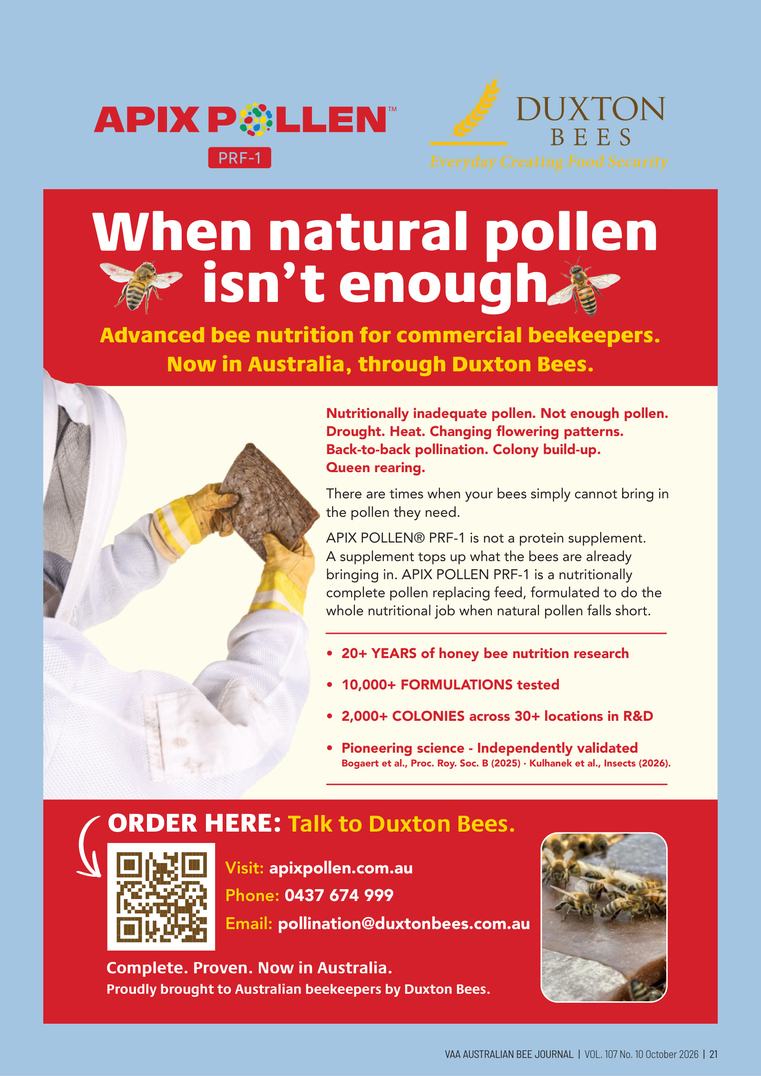 APIX POLLEN™
PRF-1
DUXTON
BEES
Everyday Creating Food Security
When natural pollen
isn’t enough
Advanced bee nutrition for commercial beekeepers.
Now in Australia, through Duxton Bees.
Nutritionally inadequate pollen. Not enough pollen.
Drought. Heat. Changing flowering patterns.
Back-to-back pollination. Colony build-up.
Queen rearing.
There are times when your bees simply cannot bring in
the pollen they need.
APIX POLLEN® PRF-1 is not a protein supplement.
A supplement tops up what the bees are already
bringing in. APIX POLLEN PRF-1 is a nutritionally
complete pollen replacing feed, formulated to do the
whole nutritional job when natural pollen falls short.
• 20+ YEARS of honey bee nutrition research
• 10,000+ FORMULATIONS tested
• 2,000+ COLONIES across 30+ locations in R&D
• Pioneering science - Independently validated
Bogaert et al., Proc. Roy. Soc. B (2025) · Kulhanek et al., Insects (2026).
ORDER HERE: Talk to Duxton Bees.
Visit: apixpollen.com.au
Phone: 0437 674 999
Email: pollination@duxtonbees.com.au
Complete. Proven. Now in Australia.
Proudly brought to Australian beekeepers by Duxton Bees.
VAA AUSTRALIAN BEE JOURNAL | VOL. 107 No. 10 October 2026 | 21